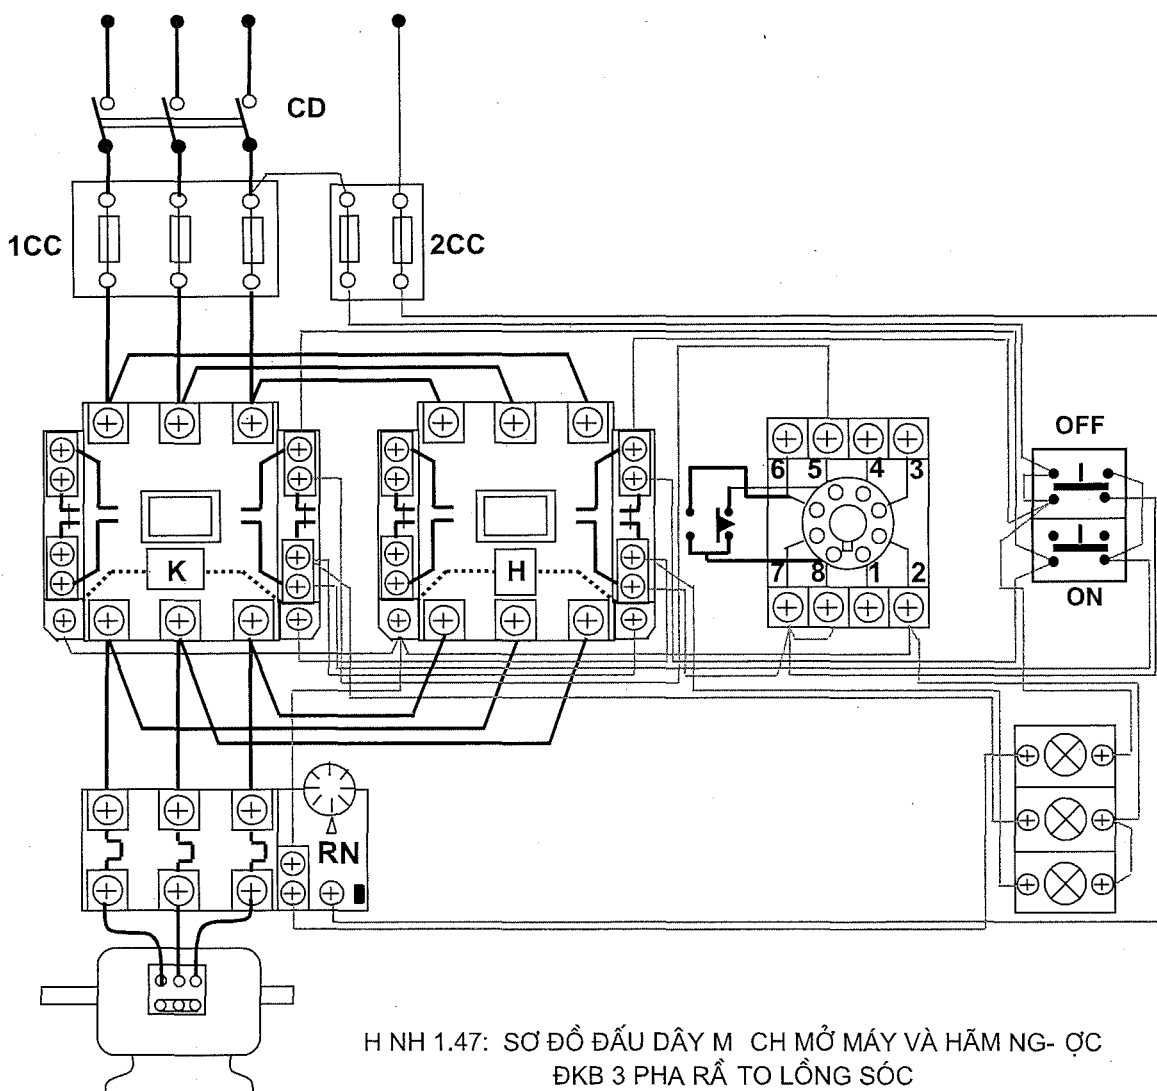 CD
1CC
2CC
6 5 4 3
OFF
K
H
7 8 1 2
ON
RN
H NH 1.47: SƠ ĐỒ ĐẤU DÂY M CH MỞ MÁY VÀ HÃM NG- ỢC
ĐKB 3 PHA RẦ TO LỒNG SÓC